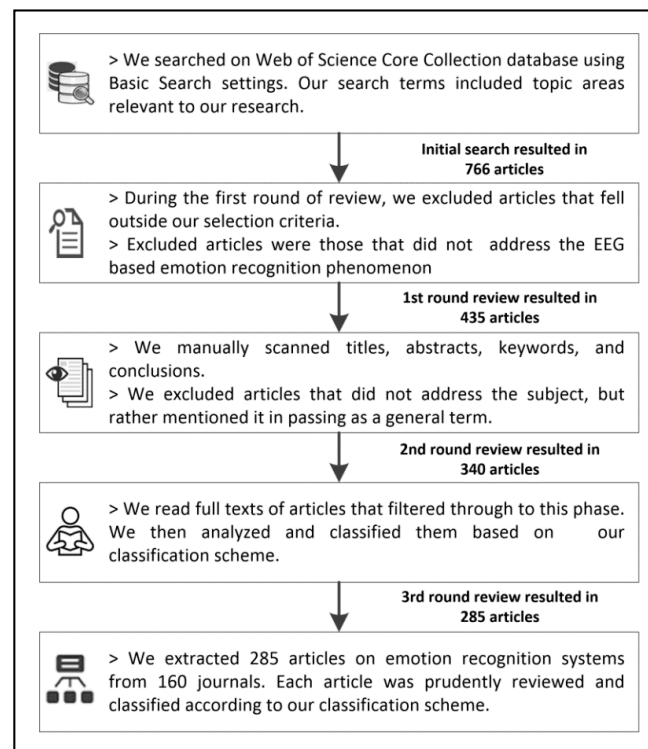 > We searched on Web of Science Core Collection database using
Basic Search settings. Our search terms included topic areas
relevant to our research.
Initial search resulted in
766 articles
> During the first round of review, we excluded articles that fell
outside our selection criteria.
> Excluded articles were those that did not address the EEG
based emotion recognition phenomenon
1st round review resulted in
435 articles
> We manually scanned titles, abstracts, keywords, and
conclusions.
> We excluded articles that did not address the subject, but
rather mentioned it in passing as a general term.
2nd round review resulted in
340 articles
> We read full texts of articles that filtered through to this phase.
We then analyzed and classified them based on our
classification scheme.
3rd round review resulted in
285 articles
> We extracted 285 articles on emotion recognition systems
from 160 journals. Each article was prudently reviewed and
classified according to our classification scheme.